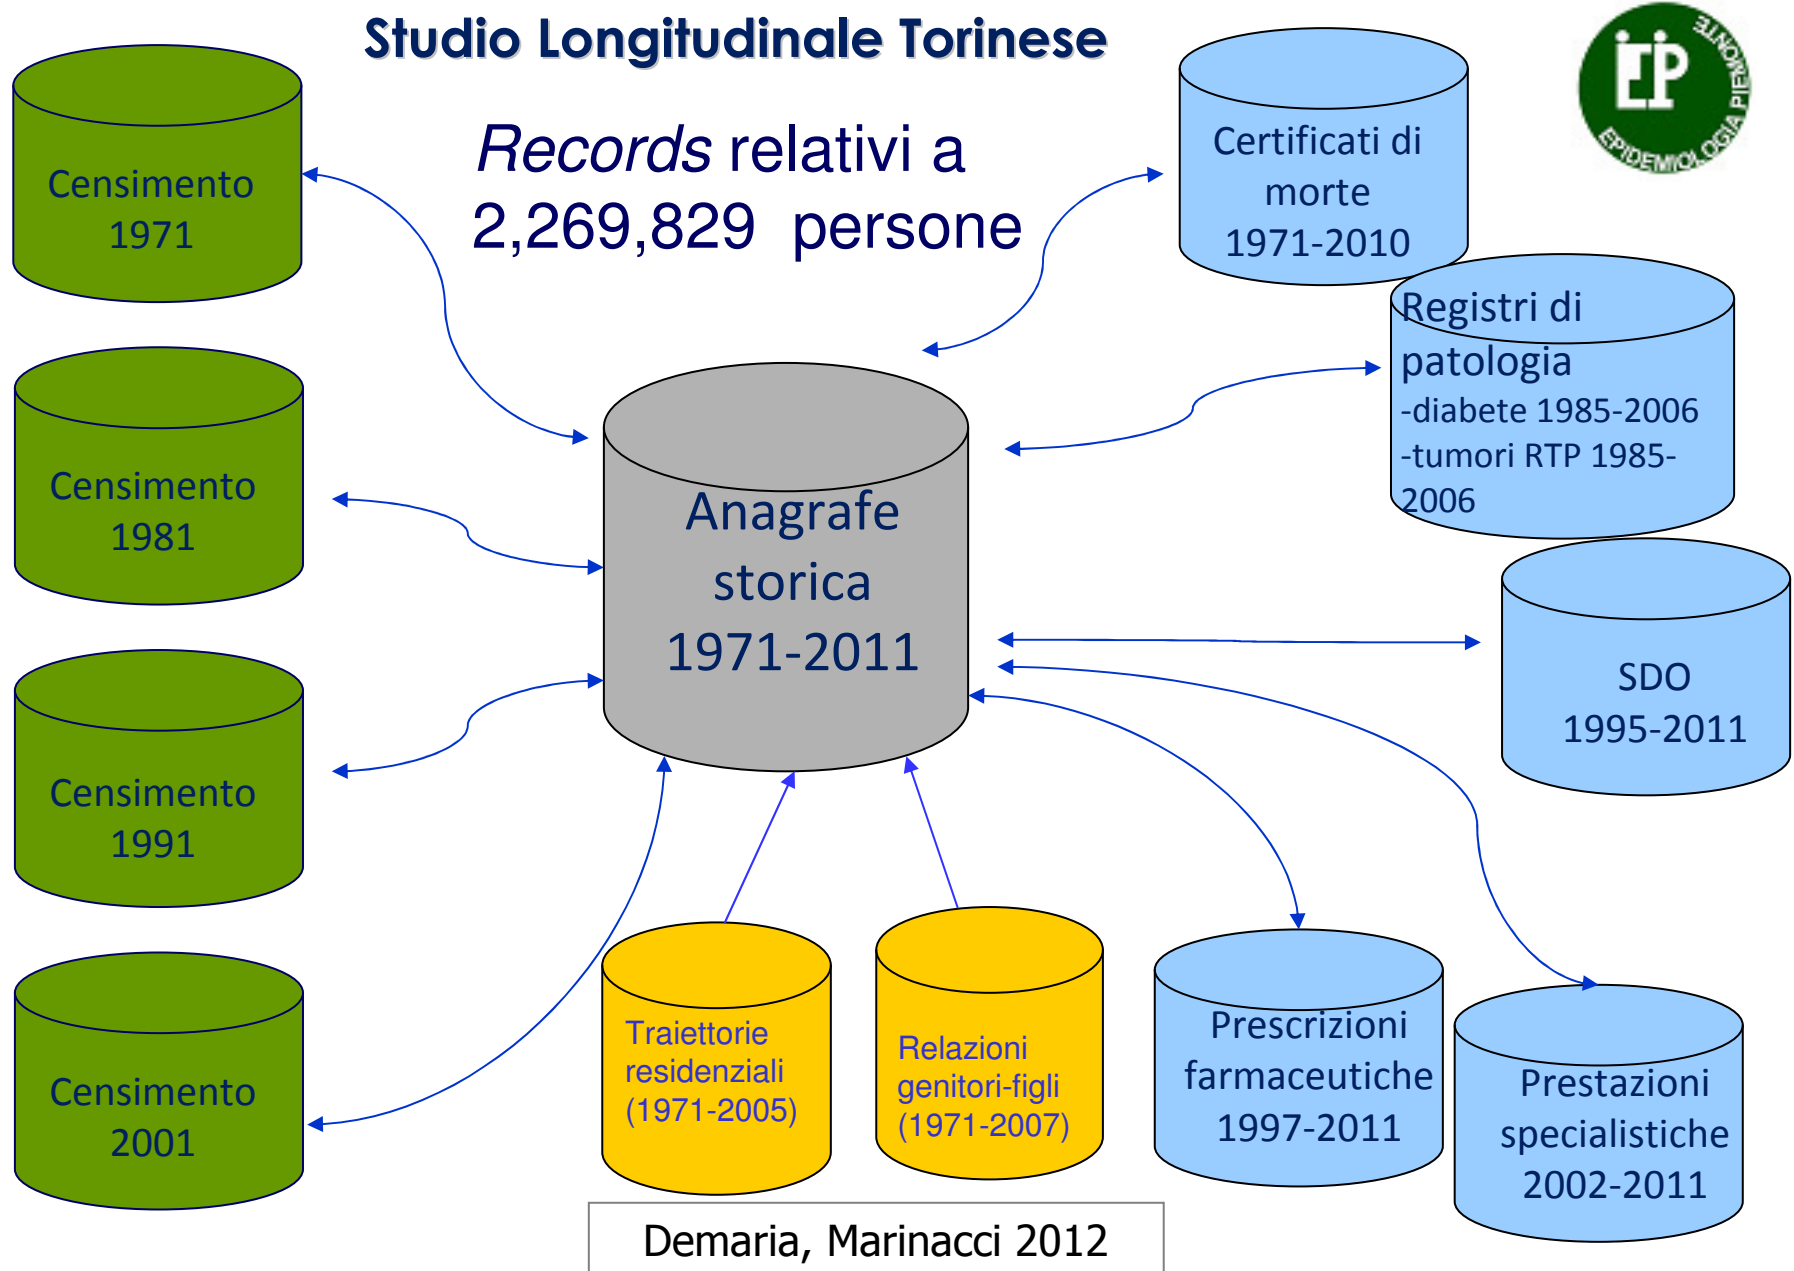 Studio Longitudinale Torinese
Records relativi a
2,269,829 persone
EPIDEMIOLOGIA PIEMONTE
Censimento
1971
Censimento
1981
Censimento
1991
Censimento
2001
Anagrafe
storica
1971-2011
Certificati di
morte
1971-2010
Registri di
patologia
-diabete 1985-2006
-tumori RTP 1985-
2006
SDO
1995-2011
Traiettorie
residenziali
(1971-2005)
Relazioni
genitori-figli
(1971-2007)
Prescrizioni
farmaceutiche
1997-2011
Prestazioni
specialistiche
2002-2011
Demaria, Marinacci 2012